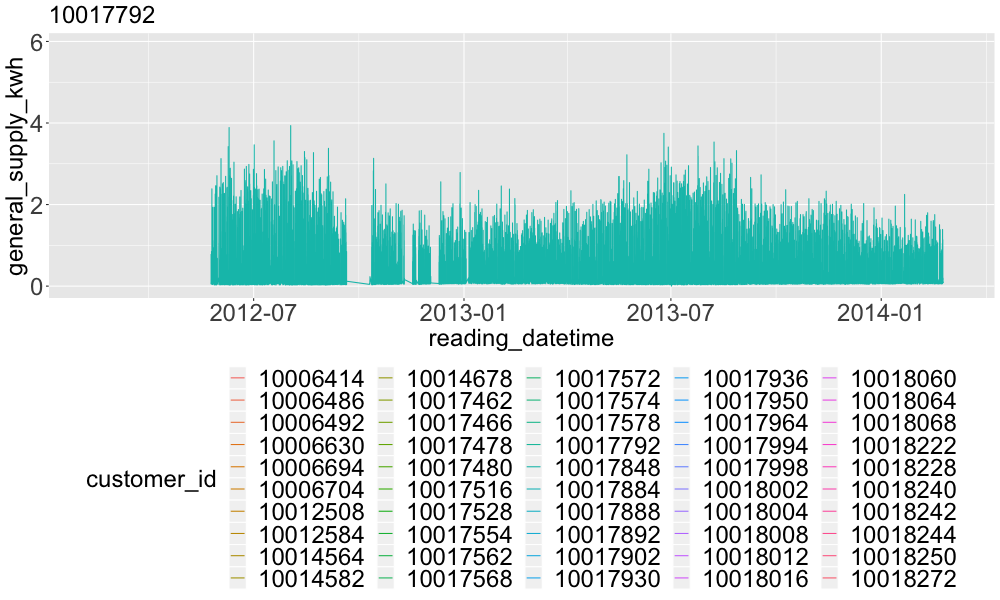 10017792
general_supply_kwh
6
4
2
0
2012-07 2013-01 2013-07 2014-01
reading_datetime
customer_id
10006414 10014678 10017572 10017936 10018060
10006486 10017462 10017574 10017950 10018064
10006492 10017466 10017578 10017964 10018068
10006630 10017478 10017792 10017994 10018222
10006694 10017480 10017848 10017998 10018228
10006704 10017516 10017884 10018002 10018240
10012508 10017528 10017888 10018004 10018242
10012584 10017554 10017892 10018008 10018244
10014564 10017562 10017902 10018012 10018250
10014582 10017568 10017930 10018016 10018272